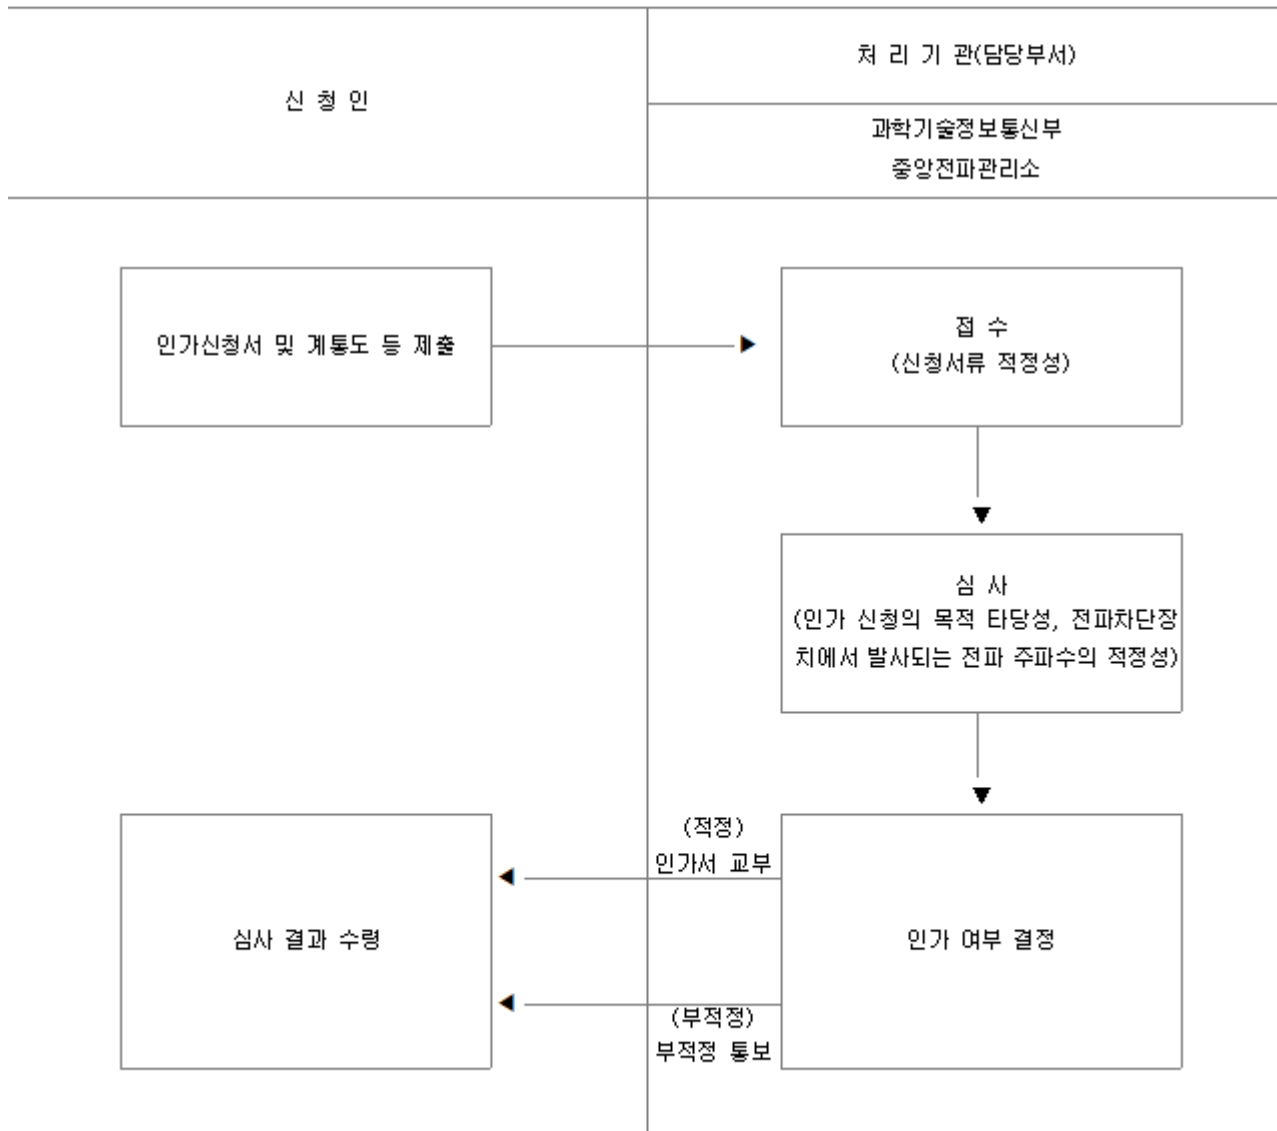 신 청 인
처 리 기 관(담당부서)
과학기술정보통신부
중앙전파관리소
인가신청서 및 계통도 등 제출
접 수
(신청서류 적정성)
심 사
(인가 신청의 목적 타당성, 전파차단장
치에서 발사되는 전파 주파수의 적정성)
(적정)
인가서 교부
심사 결과 수령
인가 여부 결정
(부적정)
부적정 통보